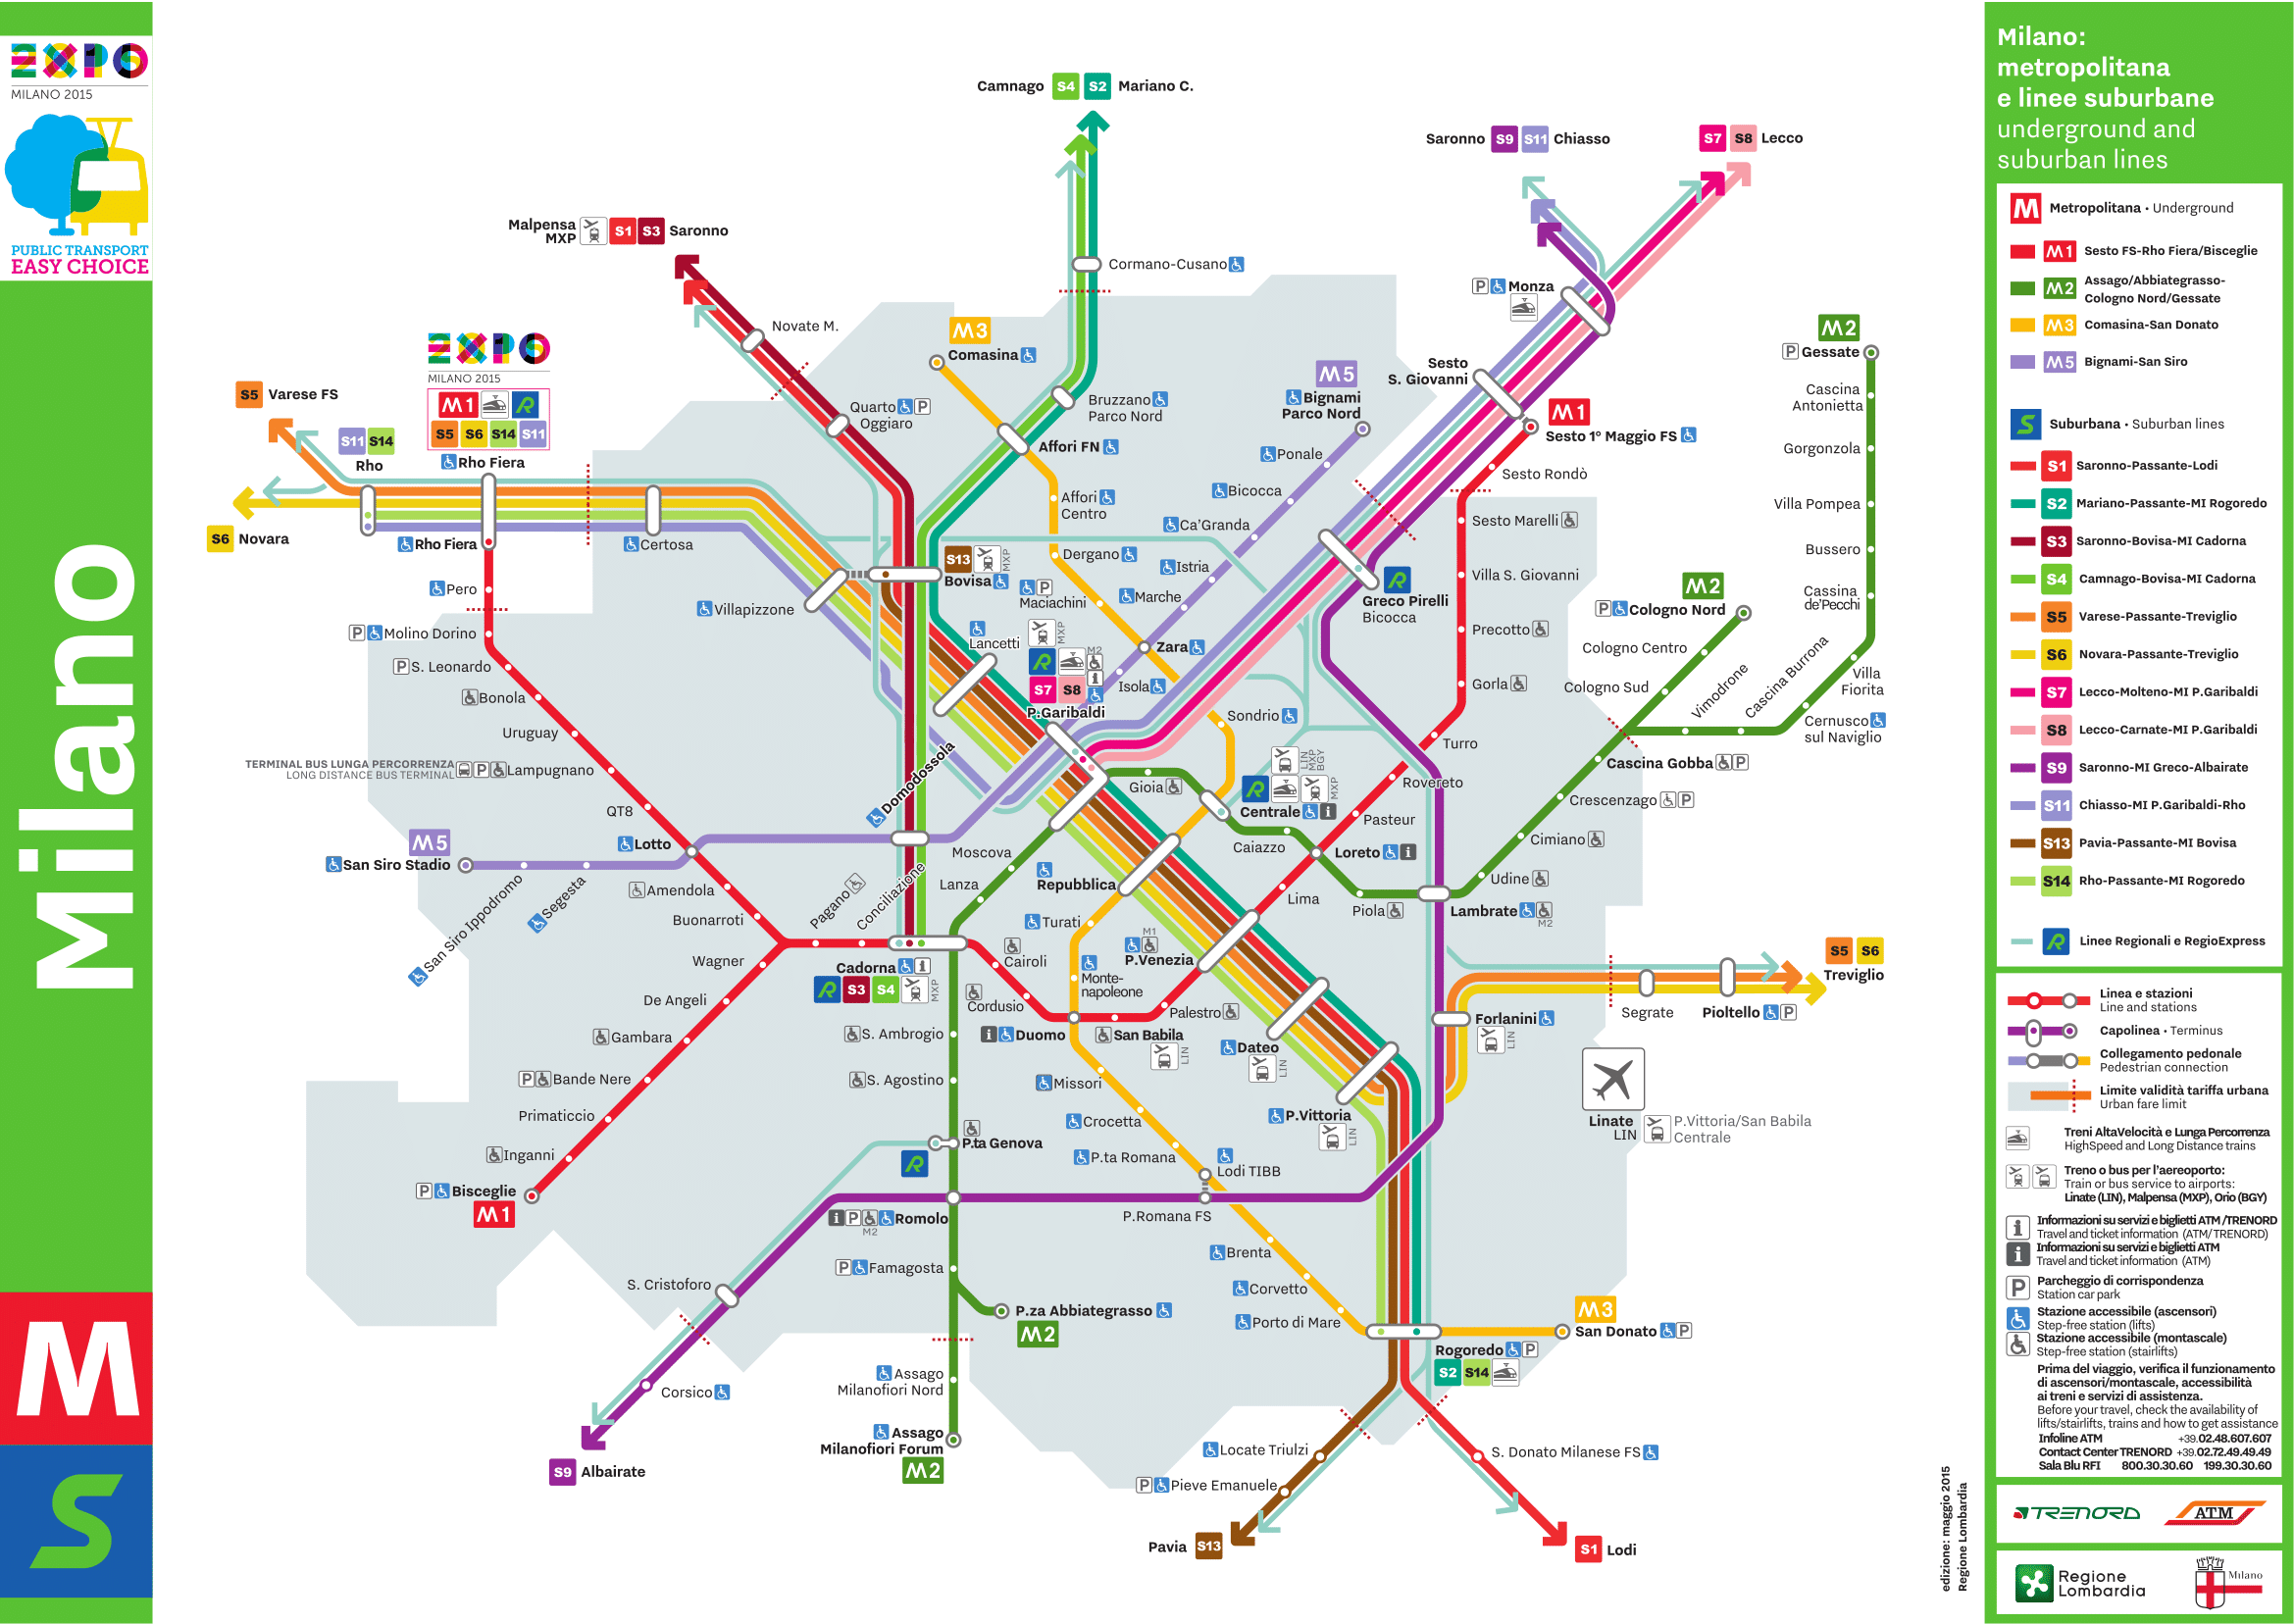 EXPO
MILANO 2015
PUBLIC TRANSPORT
EASY CHOICE
Milano
M
S
Camnago S4 S2 Mariano C.
Saronno S9 S11 Chiasso
S7 S8 Lecco
Malpensa
MXP
S1 S3 Saronno
Cormano-Cusano
P Monza
Novate M.
M3
Comasina
M2
P Gessate
EXPO
MILANO 2015
M1 R
S5 S6 S14 S11
Rho Fiera
S5 Varese FS
S11 S14
Rho
S6 Novara
Rho Fiera
Certosa
Quarto P
Oggiaro
Bruzzano
Parco Nord
Affori FN
Affori
Centro
Dergano
P
Maciachini
M5
Bignami
Parco Nord
Ponale
Bicocca
Ca'Granda
Istria
Marche
Zara
Isola
Sesto
S. Giovanni
M1
Sesto 1° Maggio FS
Sesto Rondò
Sesto Marelli
Villa S. Giovanni
Precotto
Gorla
Turro
Rovereto
Pasteur
Loreto i
Lima
Cascina
Antonietta
Gorgonzola
Villa Pompea
Bussero
Cassina
de'Pecchi
Villa
Fiorita
Cernusco
sul Naviglio
Cascina Burrona
Vimodrone
M2
P Cologno Nord
Cologno Centro
Cologno Sud
Cascina Gobba P
Crescenzago P
Cimiano
Udine
Lambrate
M2
Piola
Caiazzo
R
Greco Pirelli
Bicocca
S13 MXP
Bovisa
Villapizzone
Lancetti
MXP
R M2
i
S7 S8
P.Garibaldi
Sondrio
LIN
MXP
BGY
R MXP
Centrale i
Gioia
Pero
P Molino Dorino
P S. Leonardo
Bonola
Uruguay
TERMINAL BUS LUNGA PERCORRENZA
LONG DISTANCE BUS TERMINAL P Lampugnano
QT8
Lotto
M5
San Siro Stadio
San Siro Ippodromo
Segesta
Domodossola
Amendola
Buonarroti
Pagano
Conciliazione
Wagner
De Angeli
Gambara
P Bande Nere
Primaticcio
Inganni
P Bisceglie
M1
Moscova
Lanza
Repubblica
Turati
Monte-
napoleone
M1
P.Venezia
Cadorna i
R S3 S4 MXP
Cairoli
Cordusio
i Duomo
San Babila
LIN
Palestro
Dateo
LIN
P.Vittoria
LIN
Forlanini
LIN
Segrate
Pioltello P
S5 S6
Treviglio
Linate
LIN
P.Vittoria/San Babila
Centrale
S. Ambrogio
S. Agostino
P.ta Genova
R
Missori
Crocetta
P.ta Romana
Lodi TIBB
P.Romana FS
i P Romolo
M2
P Famagosta
S. Cristoforo
Corsico
S9 Albairate
P.za Abbiategrasso
M2
Assago
Milanofiori Nord
Assago
Milanofiori Forum
M2
Brenta
Corvetto
Porto di Mare
M3
San Donato P
Rogoredo P
S2 S14
Locate Triulzi
P Pieve Emanuele
Pavia S13
S. Donato Milanese FS
S1 Lodi
edizione: maggio 2015
Regione Lombardia
Milano:
metropolitana
e linee suburbane
underground and
suburban lines
M Metropolitana • Underground
M1 Sesto FS-Rho Fiera/Bisceglie
M2 Assago/Abbiategrasso-
Cologno Nord/Gessate
M3 Comasina-San Donato
M5 Bignami-San Siro
S Suburbana • Suburban lines
S1 Saronno-Passante-Lodi
S2 Mariano-Passante-MI Rogoredo
S3 Saronno-Bovisa-MI Cadorna
S4 Camnago-Bovisa-MI Cadorna
S5 Varese-Passante-Treviglio
S6 Novara-Passante-Treviglio
S7 Lecco-Molteno-MI P.Garibaldi
S8 Lecco-Carnate-MI P.Garibaldi
S9 Saronno-MI Greco-Albairate
S11 Chiasso-MI P.Garibaldi-Rho
S13 Pavia-Passante-MI Bovisa
S14 Rho-Passante-MI Rogoredo
R Linee Regionali e RegioExpress
Linea e stazioni
Line and stations
Capolinea • Terminus
Collegamento pedonale
Pedestrian connection
Limite validità tariffa urbana
Urban fare limit
Treni AltaVelocità e Lunga Percorrenza
HighSpeed and Long Distance trains
Treno o bus per l'aereoporto:
Train or bus service to airports:
Linate (LIN), Malpensa (MXP), Orio (BGY)
i Informazioni su servizi e biglietti ATM /TRENORD
Travel and ticket information (ATM/TRENORD)
i Informazioni su servizi e biglietti ATM
Travel and ticket information (ATM)
P Parcheggio di corrispondenza
Station car park
Stazione accessibile (ascensori)
Step-free station (lifts)
Stazione accessibile (montascale)
Step-free station (stairlifts)
Prima del viaggio, verifica il funzionamento
di ascensori/montascale, accessibilità
ai treni e servizi di assistenza.
Before your travel, check the availability of
lifts/stairlifts, trains and how to get assistance
Infoline ATM +39.02.48.607.607
Contact Center TRENORD +39.02.72.49.49.49
Sala Blu RFI 800.30.30.60 199.30.30.60
TRENORD
ATM
Regione
Lombardia
Milano